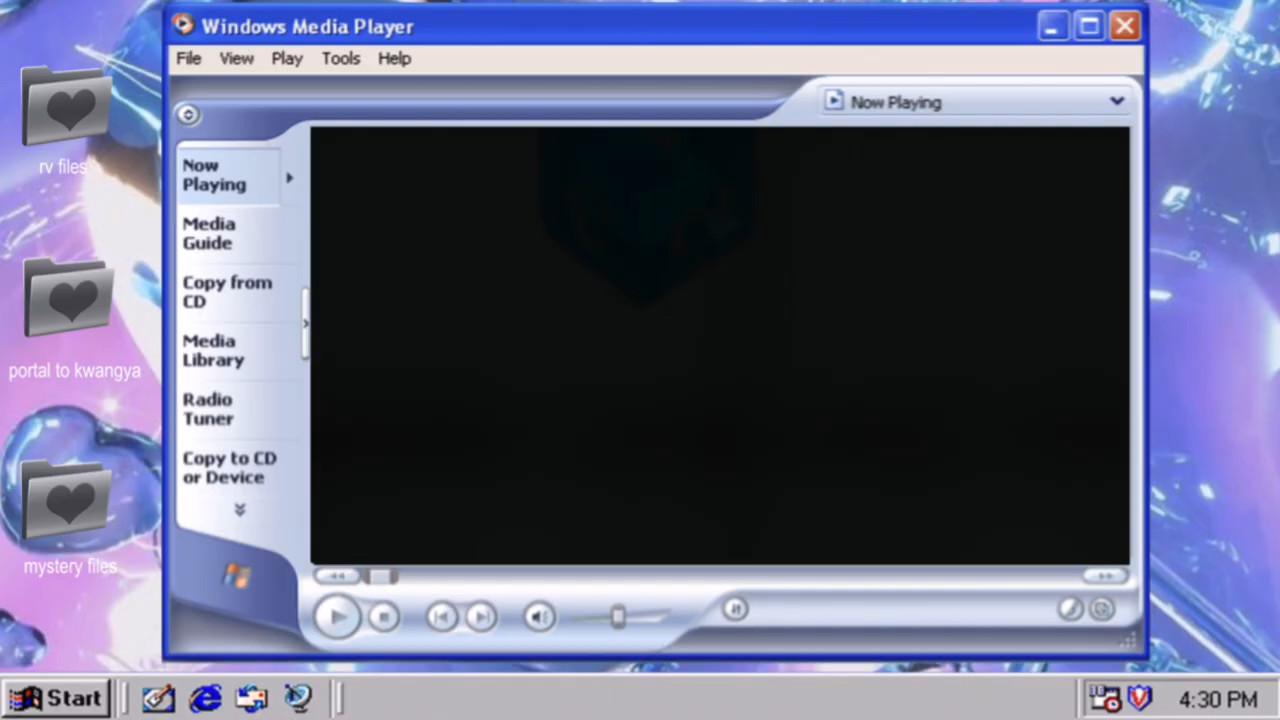 Windows Media Player
File View Play Tools Help
Now Playing
rv files
Now
Playing
Media
Guide
Copy from
CD
portal to kwangya
Media
Library
Radio
Tuner
Copy to CD
or Device
mystery files
Start
4:30 PM